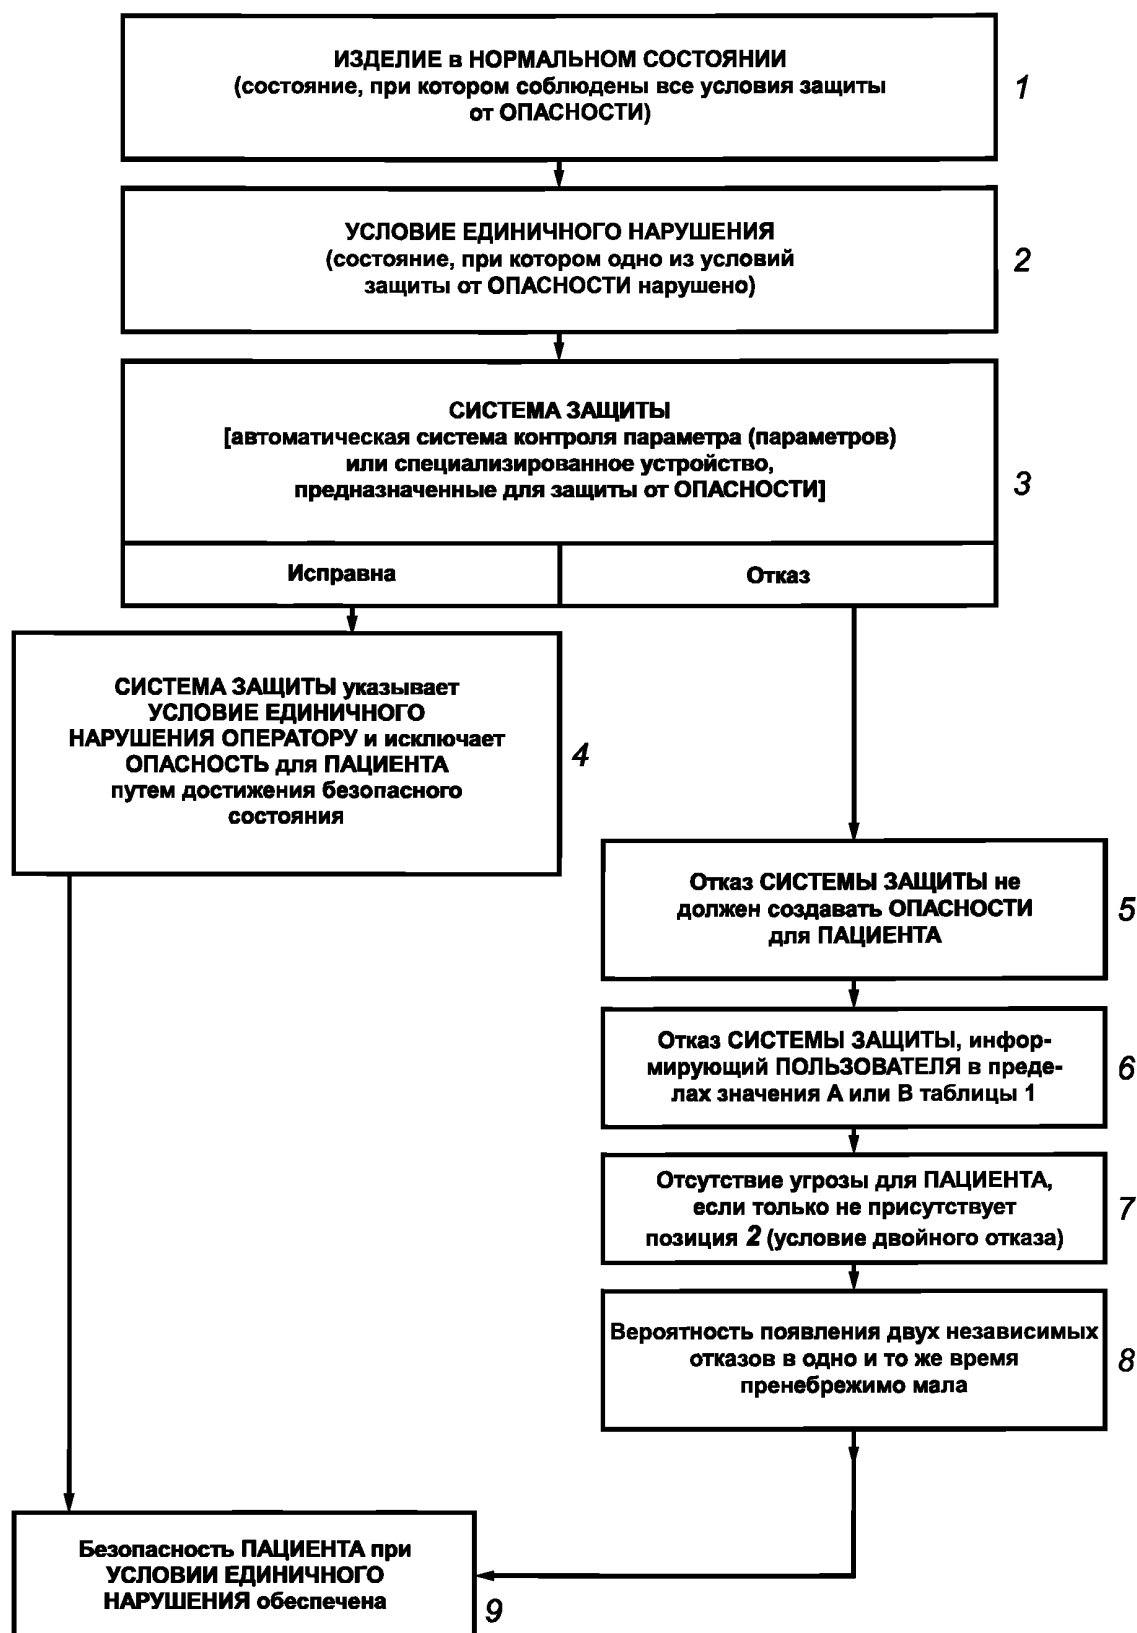 ИЗДЕЛИЕ в НОРМАЛЬНОМ СОСТОЯНИИ
(состояние, при котором соблюдены все условия защиты
от ОПАСНОСТИ)
1
УСЛОВИЕ ЕДИНИЧНОГО НАРУШЕНИЯ
(состояние, при котором одно из условий
защиты от ОПАСНОСТИ нарушено)
2
СИСТЕМА ЗАЩИТЫ
[автоматическая система контроля параметра (параметров)
или специализированное устройство,
предназначенные для защиты от ОПАСНОСТИ]
3
Исправна
Отказ
СИСТЕМА ЗАЩИТЫ указывает
УСЛОВИЕ ЕДИНИЧНОГО
НАРУШЕНИЯ ОПЕРАТОРУ и исключает
ОПАСНОСТЬ для ПАЦИЕНТА
путем достижения безопасного
состояния
4
Отказ СИСТЕМЫ ЗАЩИТЫ не
должен создавать ОПАСНОСТИ
для ПАЦИЕНТА
5
Отказ СИСТЕМЫ ЗАЩИТЫ, инфор-
мирующий ПОЛЬЗОВАТЕЛЯ в преде-
лах значения А или В таблицы 1
6
Отсутствие угрозы для ПАЦИЕНТА,
если только не присутствует
позиция 2 (условие двойного отказа)
7
Вероятность появления двух независимых
отказов в одно и то же время
пренебрежимо мала
8
Безопасность ПАЦИЕНТА при
УСЛОВИИ ЕДИНИЧНОГО
НАРУШЕНИЯ обеспечена
9